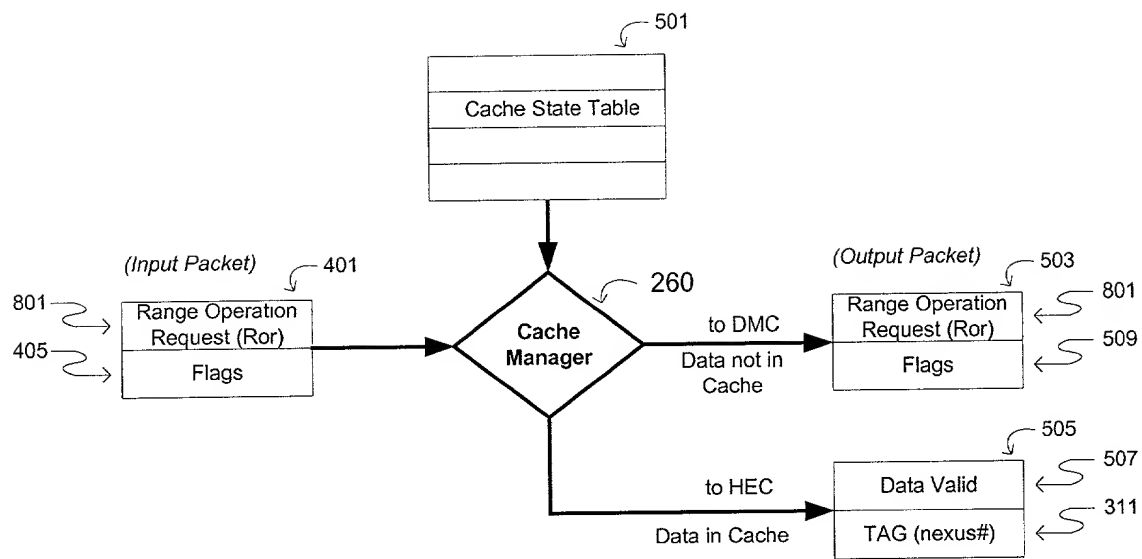 501
Cache State Table
(Input Packet)
401
801
Range Operation
Request (Ror)
405
Flags
260
Cache
Manager
to DMC
Data not in
Cache
(Output Packet)
503
Range Operation
Request (Ror)
801
Flags
509
to HEC
Data in Cache
505
Data Valid
507
TAG (nexus#)
311